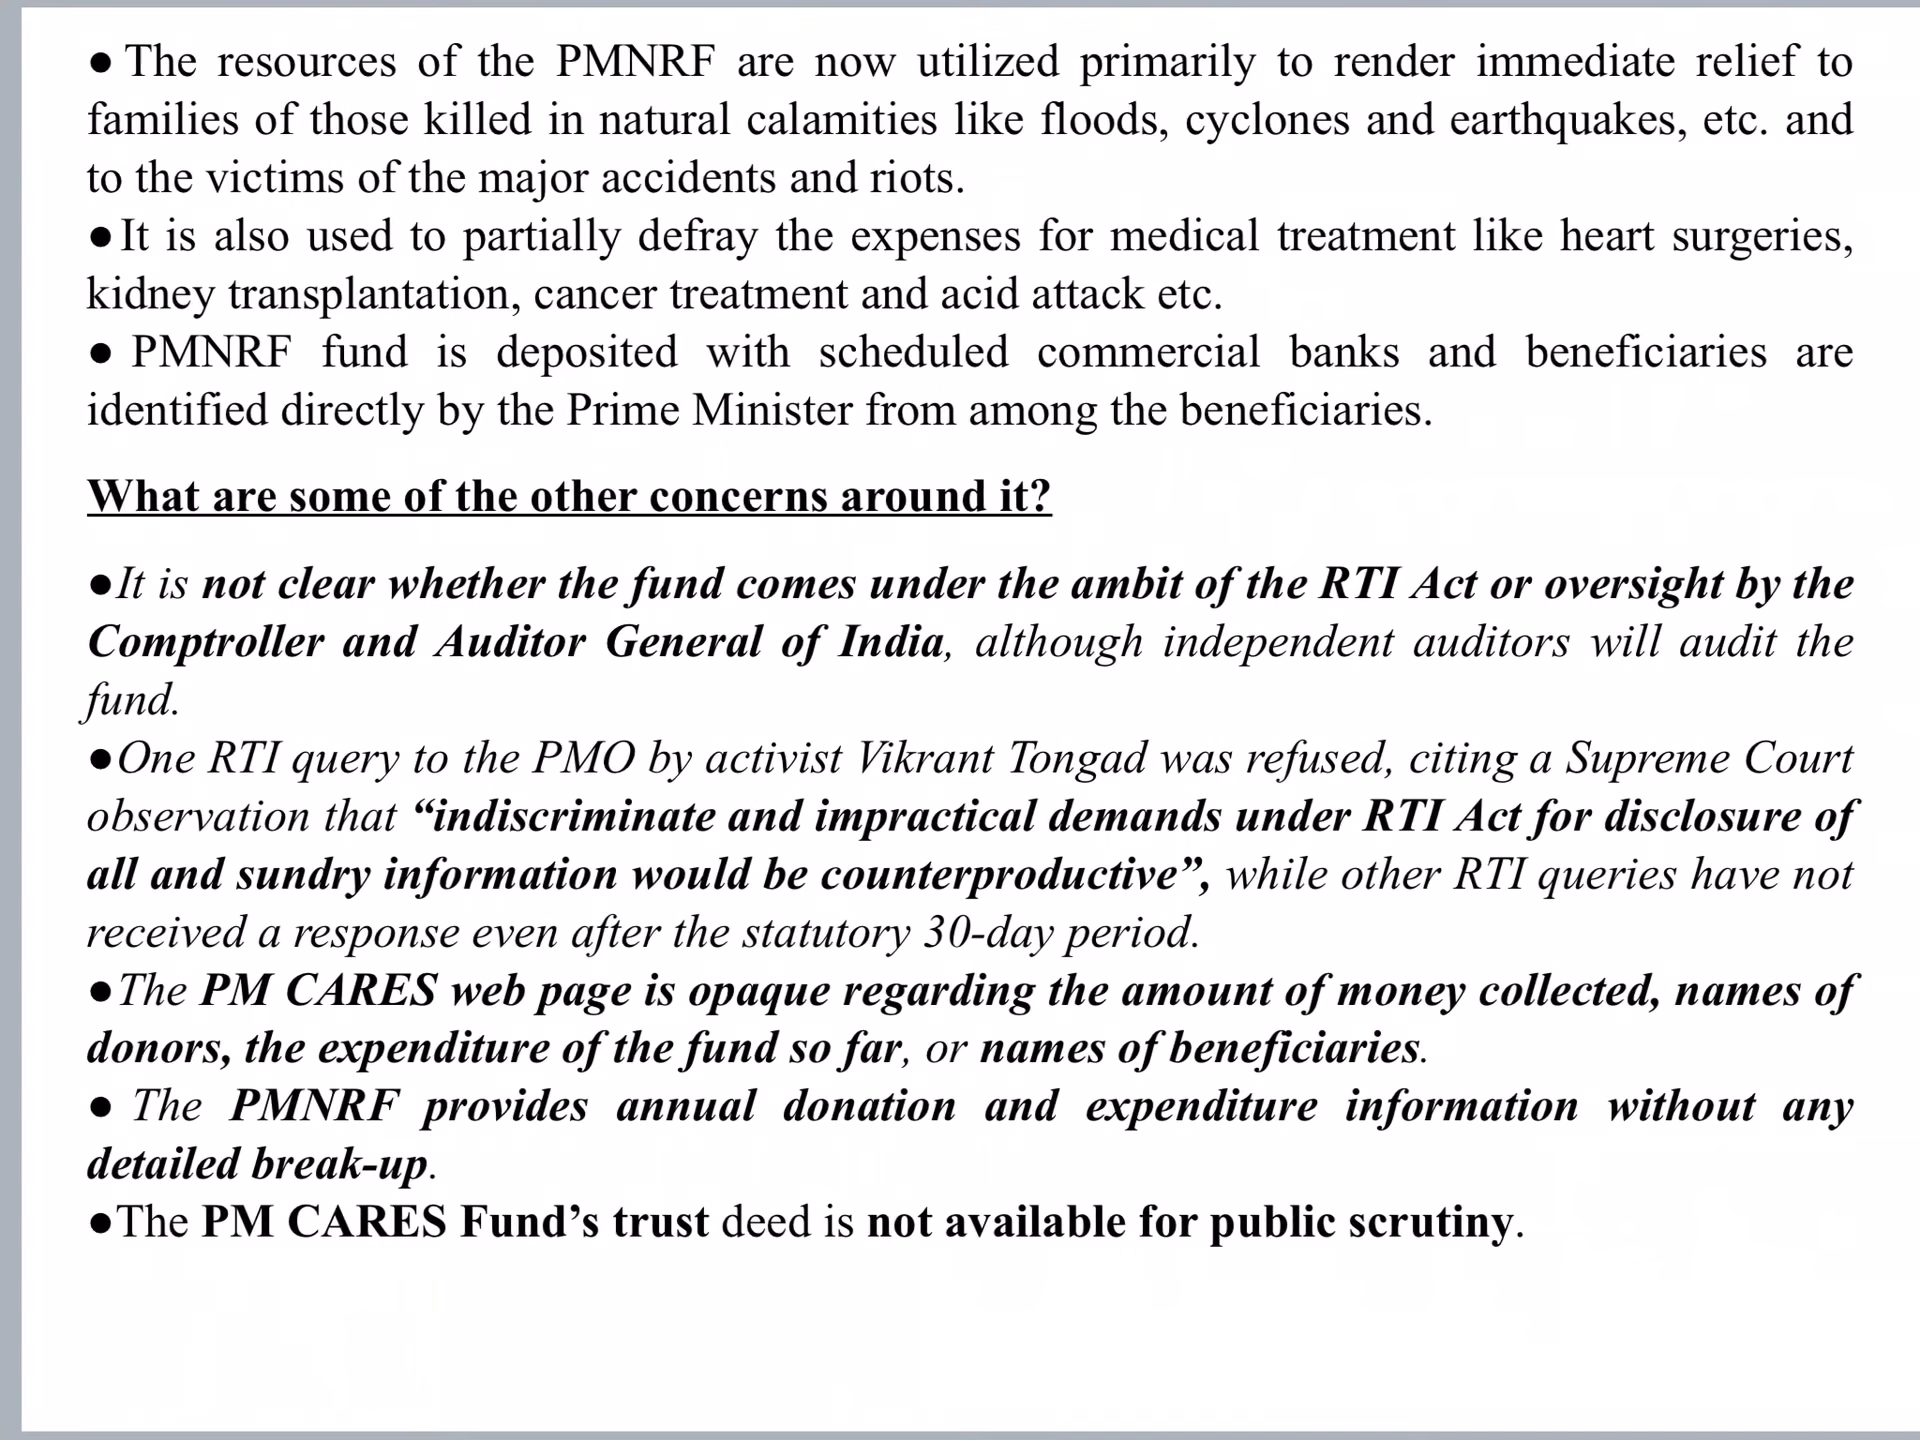 ● The resources of the PMNRF are now utilized primarily to render immediate relief to
families of those killed in natural calamities like floods, cyclones and earthquakes, etc. and
to the victims of the major accidents and riots.
●It is also used to partially defray the expenses for medical treatment like heart surgeries,
kidney transplantation, cancer treatment and acid attack etc.
● PMNRF fund is deposited with scheduled commercial banks and beneficiaries are
identified directly by the Prime Minister from among the beneficiaries.
What are some of the other concerns around it?
●It is not clear whether the fund comes under the ambit of the RTI Act or oversight by the
Comptroller and Auditor General of India, although independent auditors will audit the
fund.
●One RTI query to the PMO by activist Vikrant Tongad was refused, citing a Supreme Court
observation that “indiscriminate and impractical demands under RTI Act for disclosure of
all and sundry information would be counterproductive”, while other RTI queries have not
received a response even after the statutory 30-day period.
●The PM CARES web page is opaque regarding the amount of money collected, names of
donors, the expenditure of the fund so far, or names of beneficiaries.
● The PMNRF provides annual donation and expenditure information without any
detailed break-up.
●The PM CARES Fund’s trust deed is not available for public scrutiny.